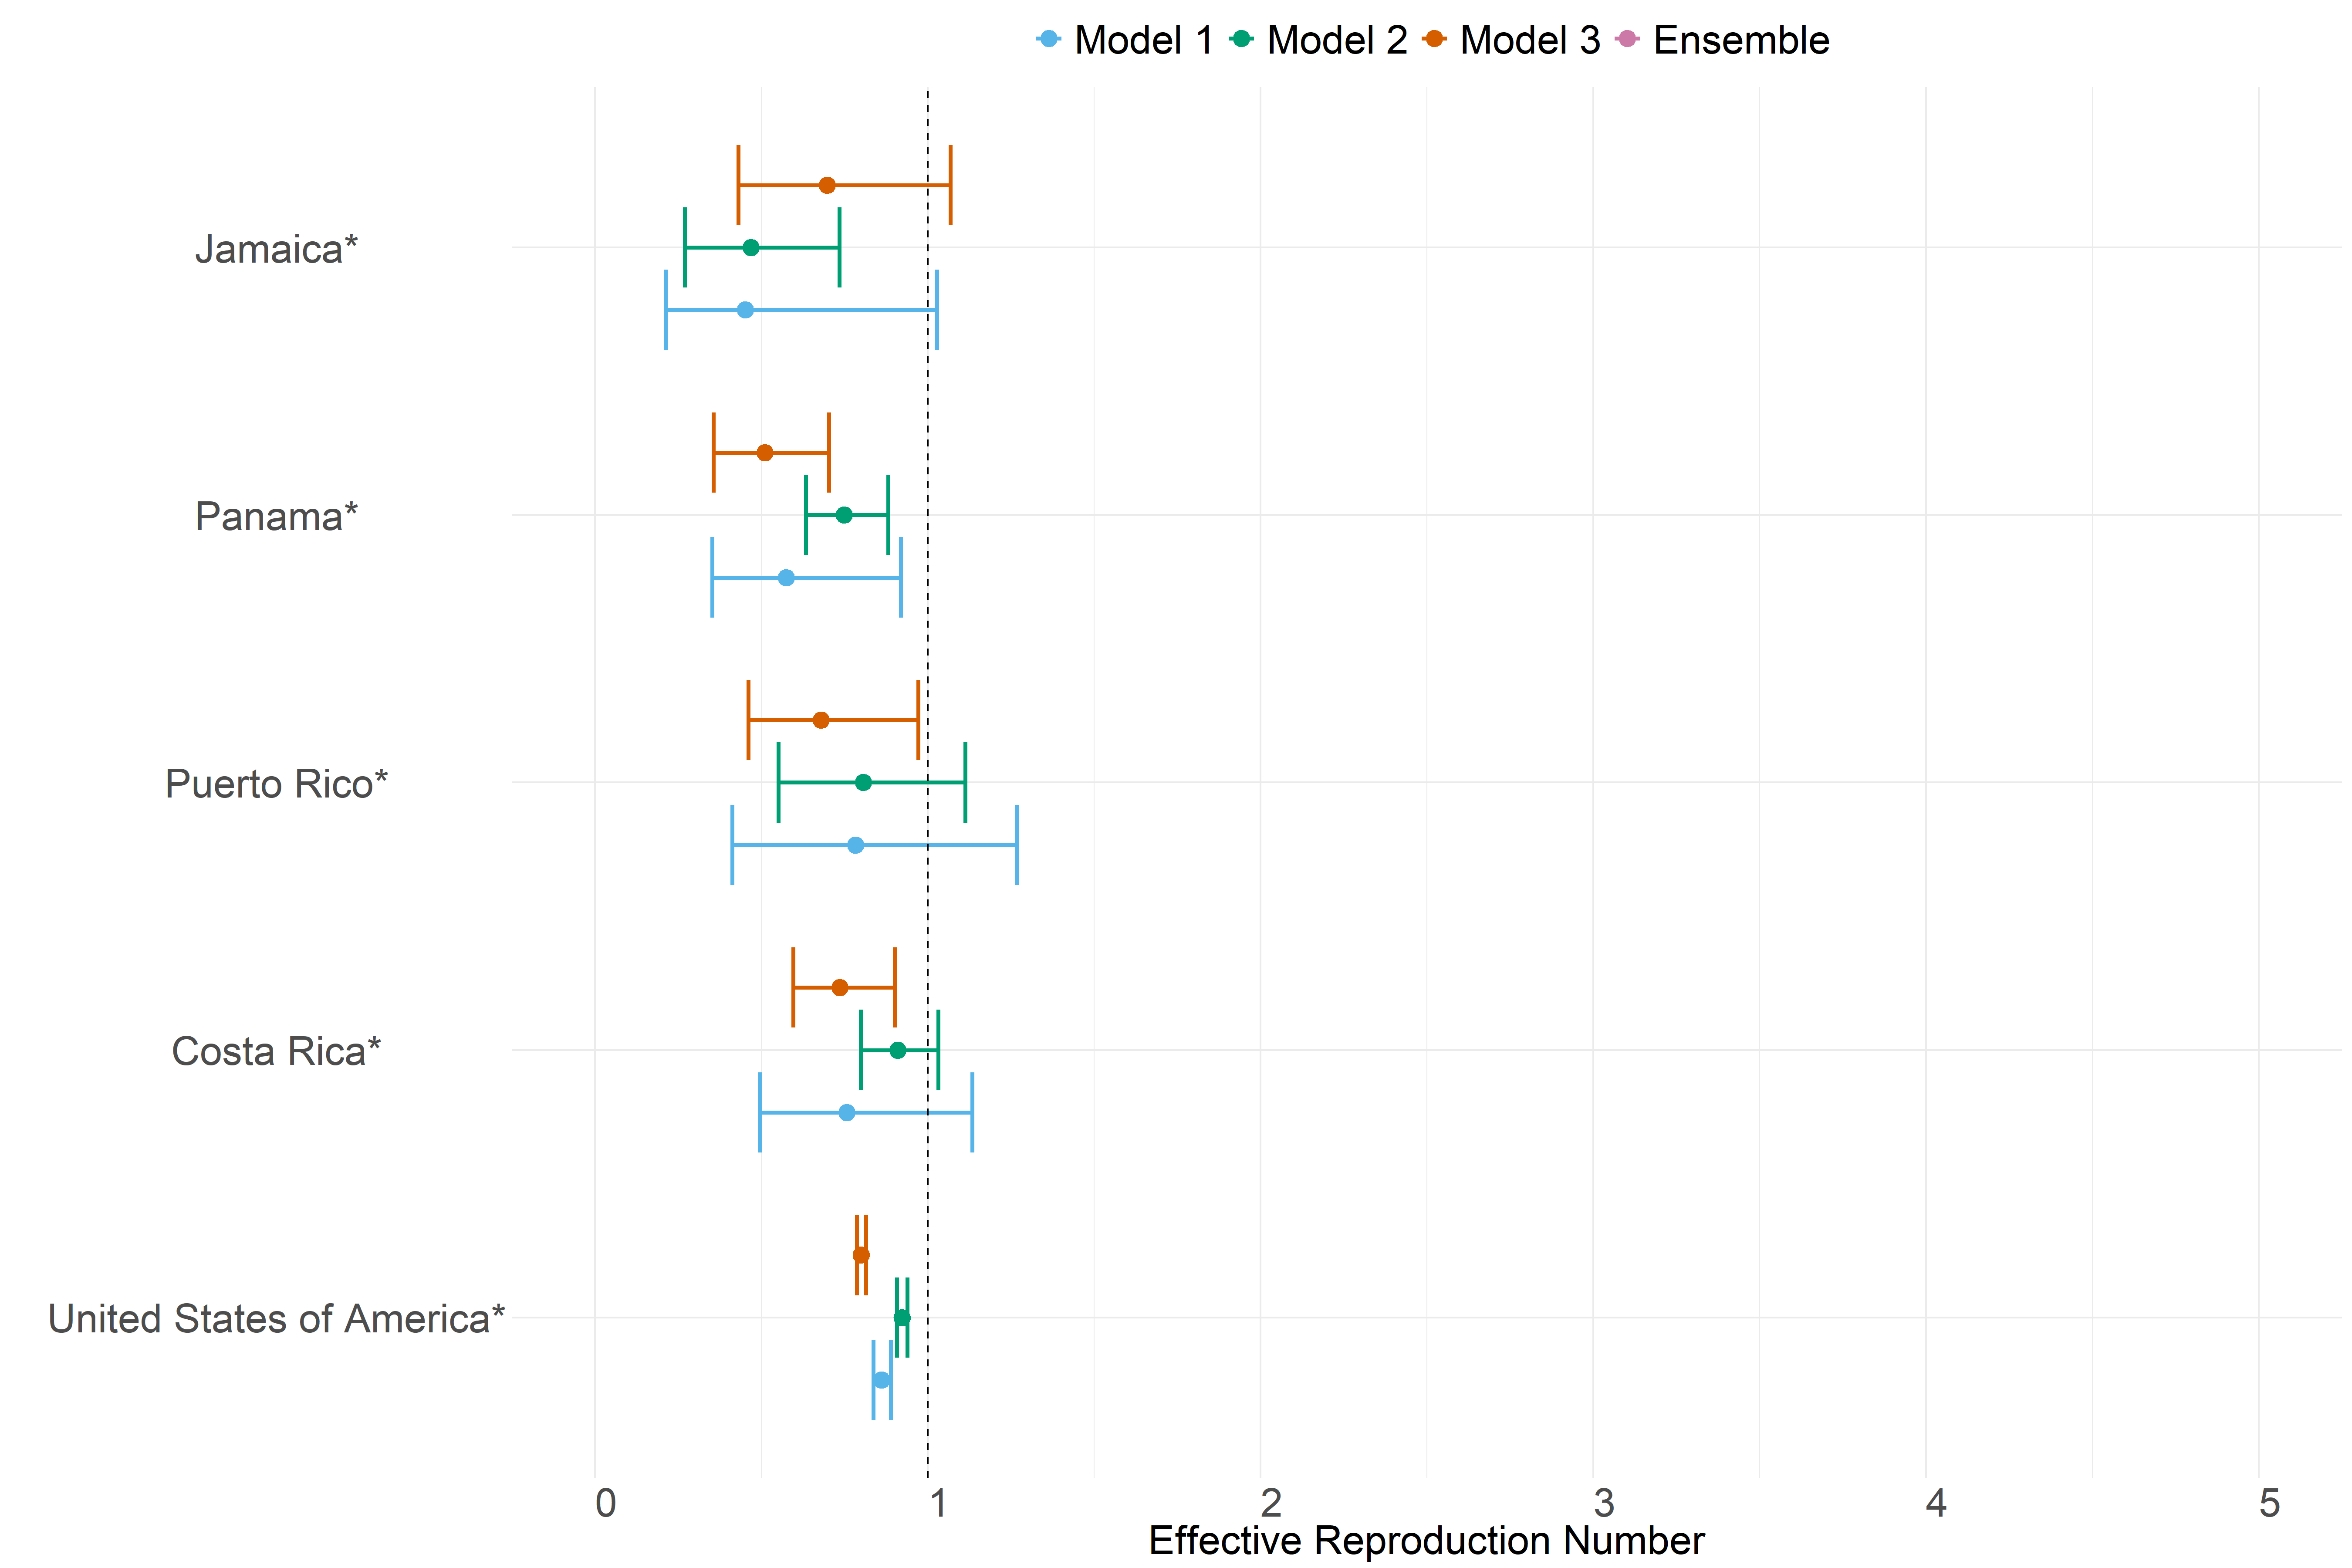 Model 1 Model 2 Model 3 Ensemble
Jamaica*
Panama*
Puerto Rico*
Costa Rica*
United States of America*
0 1 2 3 4 5
Effective Reproduction Number